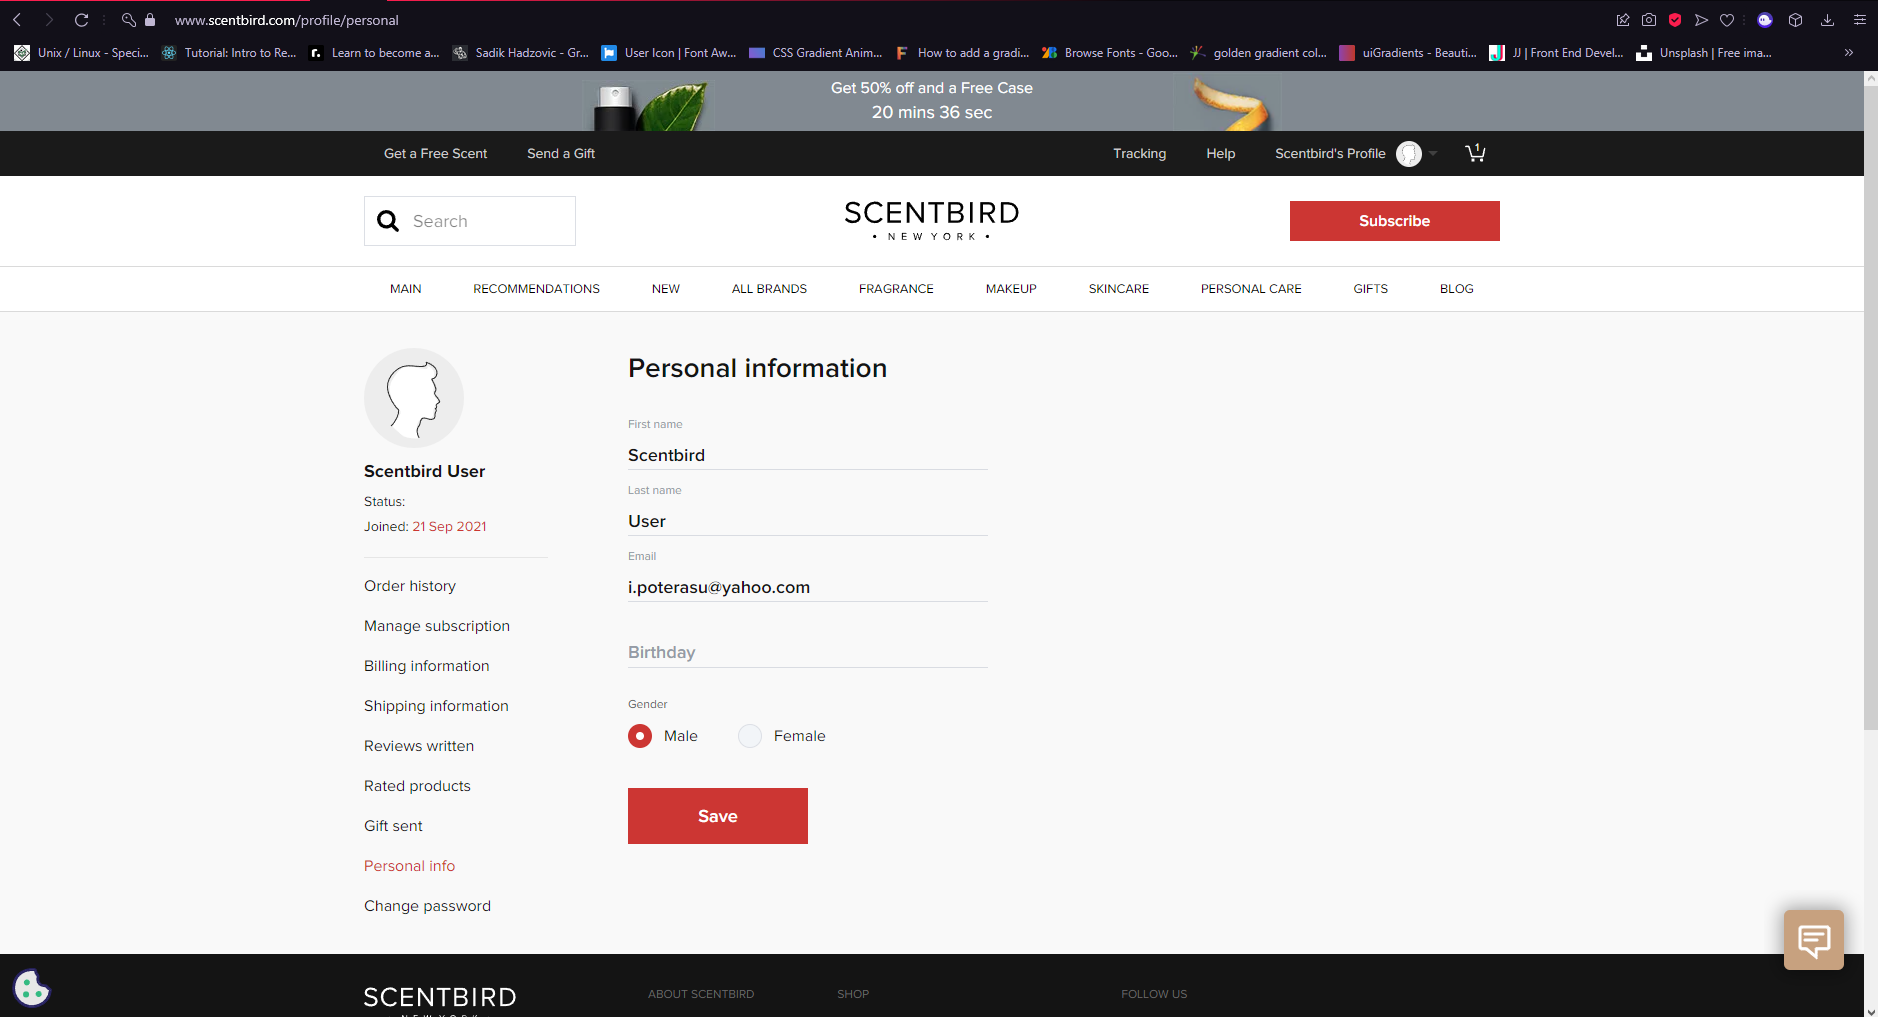 www.scentbird.com/profile/personal
Unix / Linux - Speci...
Tutorial: Intro to Re...
Learn to become a...
Sadik Hadzovic - Gr...
User Icon | Font Aw...
CSS Gradient Anim...
How to add a gradi...
Browse Fonts - Goo...
golden gradient col...
uiGradients - Beauti...
JJ | Front End Devel...
Unsplash | Free ima...
Get 50% off and a Free Case
20 mins 36 sec
Get a Free Scent
Send a Gift
Tracking
Help
Scentbird's Profile
1
Search
SCENTBIRD
• NEW YORK •
Subscribe
MAIN
RECOMMENDATIONS
NEW
ALL BRANDS
FRAGRANCE
MAKEUP
SKINCARE
PERSONAL CARE
GIFTS
BLOG
Scentbird User
Status:
Joined: 21 Sep 2021
Order history
Manage subscription
Billing information
Shipping information
Reviews written
Rated products
Gift sent
Personal info
Change password
Personal information
First name
Scentbird
Last name
User
Email
i.poterasu@yahoo.com
Birthday
Gender
Male
Female
Save
SCENTBIRD
ABOUT SCENTBIRD
SHOP
FOLLOW US